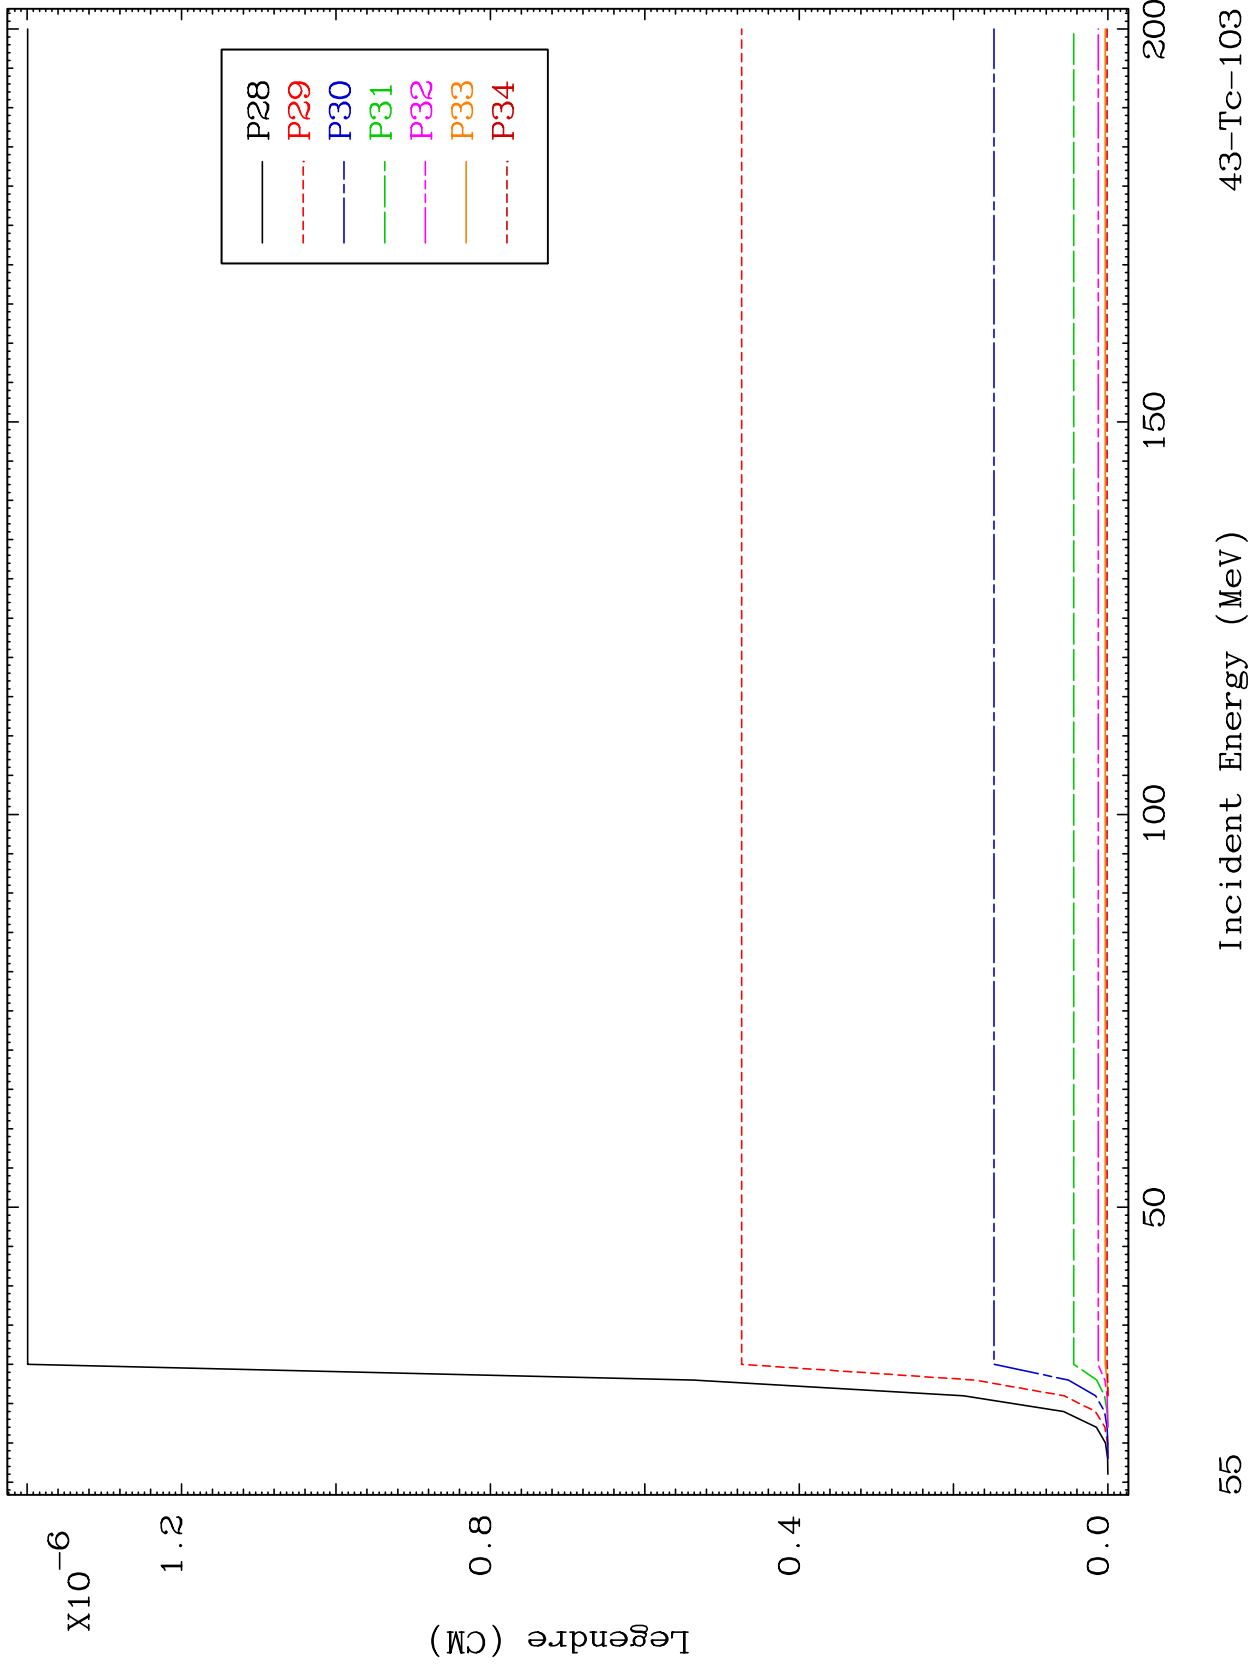 X10-6
1.2
0.8
0.4
0.0
Legendre (CM)
P28
P29
P30
P31
P32
P33
P34
50
100
150
200
Incident Energy (MeV)
55
43-Tc-103